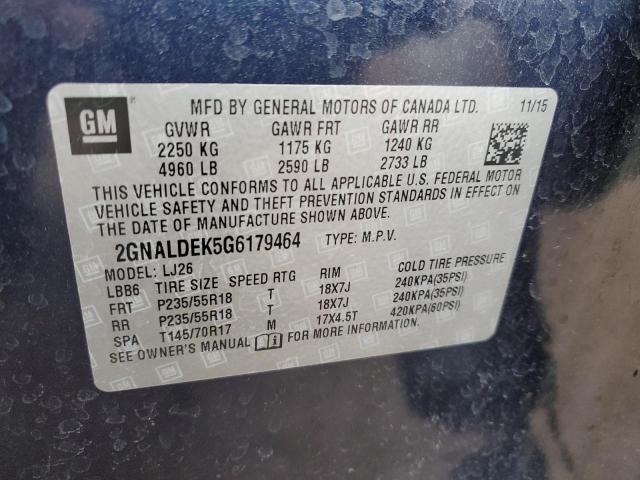 GM
MFD BY GENERAL MOTORS OF CANADA LTD. 11/15
GVWR GAWR FRT GAWR RR
2250 KG 1175 KG 1240 KG
4960 LB 2590 LB 2733 LB
THIS VEHICLE CONFORMS TO ALL APPLICABLE U.S. FEDERAL MOTOR
VEHICLE SAFETY AND THEFT PREVENTION STANDARDS IN EFFECT ON
THE DATE OF MANUFACTURE SHOWN ABOVE.
2GNALDEK5G6179464 TYPE: M.P.V.
MODEL: LJ26
LBB6 TIRE SIZE SPEED RTG RIM COLD TIRE PRESSURE
FRT P235/55R18 T 18X7J 240KPA(35PSI)
RR P235/55R18 T 18X7J 240KPA(35PSI)
SPA T145/70R17 M 17X4.5T 420KPA(60PSI)
SEE OWNER'S MANUAL FOR MORE INFORMATION.